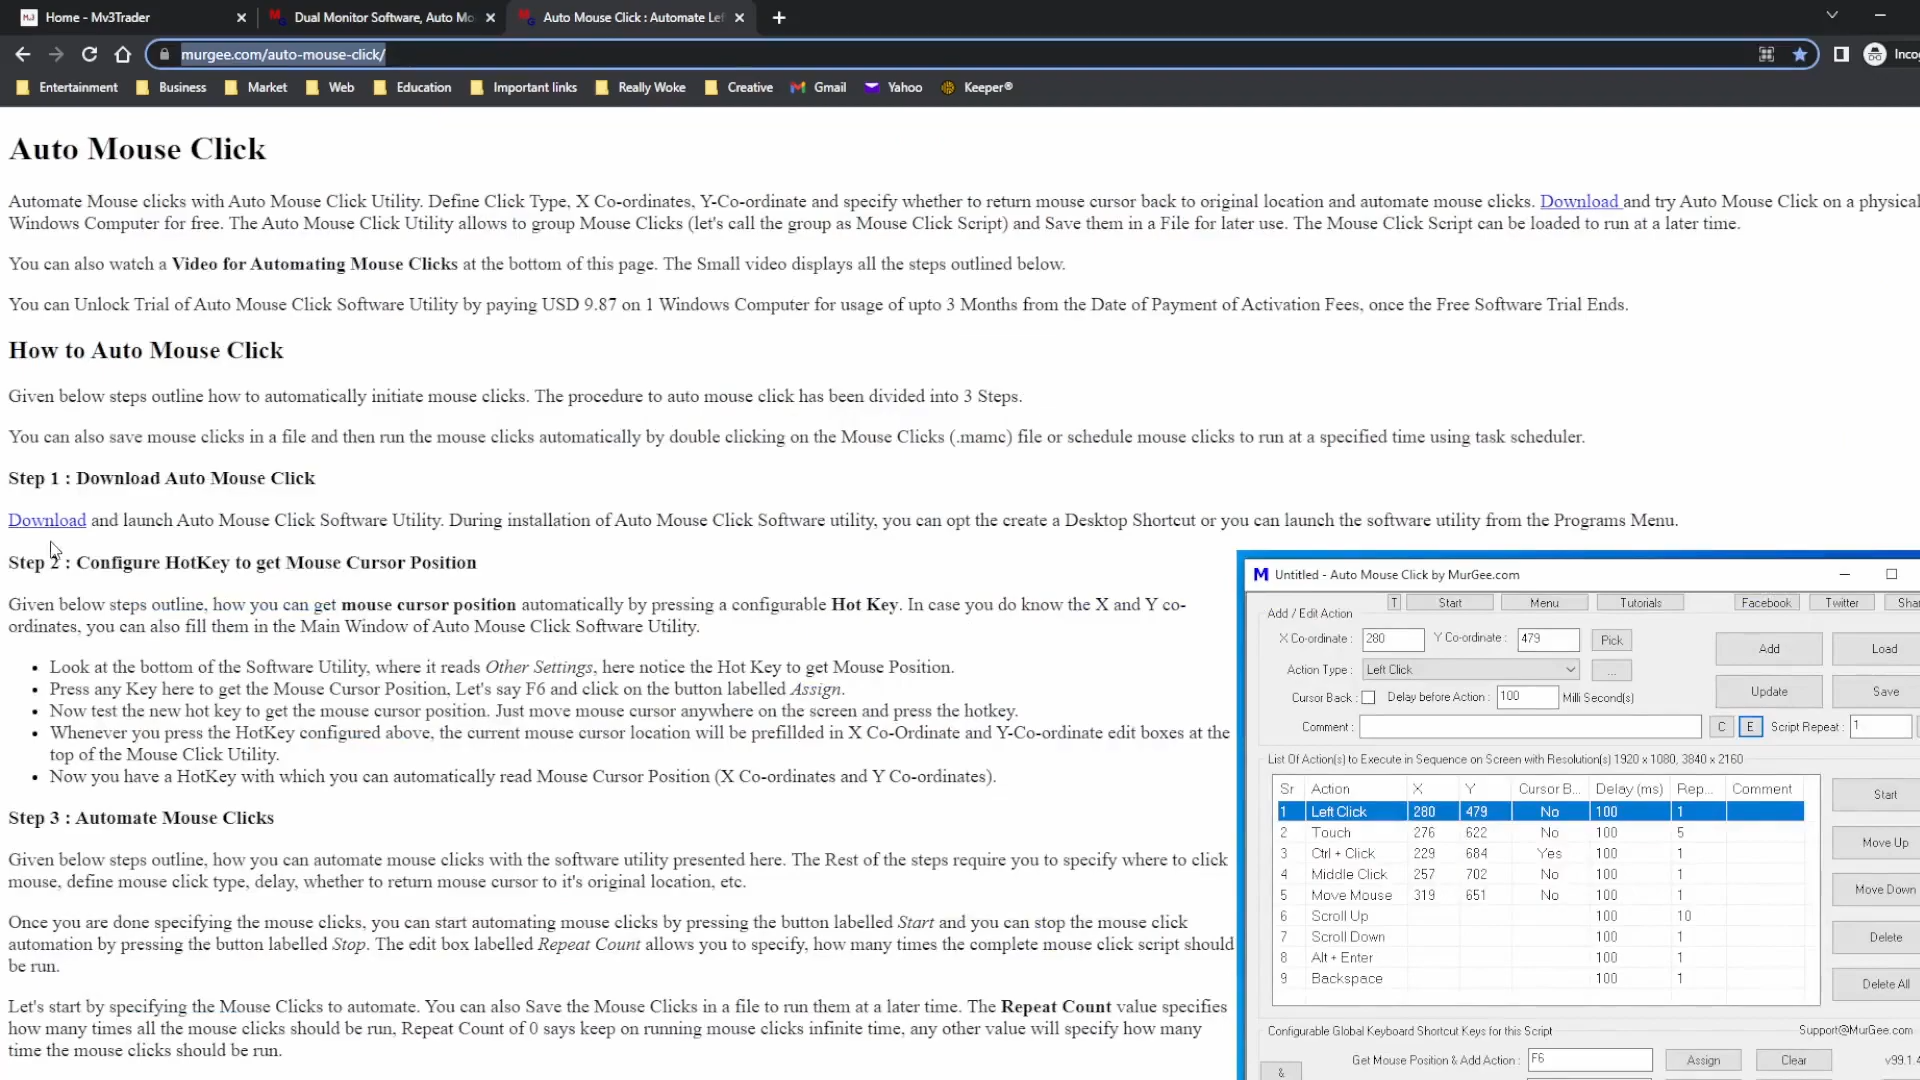 Home - Mv3Trader
Dual Monitor Software, Auto Mo
Auto Mouse Click : Automate Lef
murgee.com/auto-mouse-click/
Inco
Entertainment Business Market Web Education Important links Really Woke Creative Gmail Yahoo Keeper®
Auto Mouse Click
Automate Mouse clicks with Auto Mouse Click Utility. Define Click Type, X Co-ordinates, Y-Co-ordinate and specify whether to return mouse cursor back to original location and automate mouse clicks. Download and try Auto Mouse Click on a physical
Windows Computer for free. The Auto Mouse Click Utility allows to group Mouse Clicks (let's call the group as Mouse Click Script) and Save them in a File for later use. The Mouse Click Script can be loaded to run at a later time.
You can also watch a Video for Automating Mouse Clicks at the bottom of this page. The Small video displays all the steps outlined below.
You can Unlock Trial of Auto Mouse Click Software Utility by paying USD 9.87 on 1 Windows Computer for usage of upto 3 Months from the Date of Payment of Activation Fees, once the Free Software Trial Ends.
How to Auto Mouse Click
Given below steps outline how to automatically initiate mouse clicks. The procedure to auto mouse click has been divided into 3 Steps.
You can also save mouse clicks in a file and then run the mouse clicks automatically by double clicking on the Mouse Clicks (.mamc) file or schedule mouse clicks to run at a specified time using task scheduler.
Step 1 : Download Auto Mouse Click
Download and launch Auto Mouse Click Software Utility. During installation of Auto Mouse Click Software utility, you can opt the create a Desktop Shortcut or you can launch the software utility from the Programs Menu.
Step 2 : Configure HotKey to get Mouse Cursor Position
Given below steps outline, how you can get mouse cursor position automatically by pressing a configurable Hot Key. In case you do know the X and Y co-
ordinates, you can also fill them in the Main Window of Auto Mouse Click Software Utility.
• Look at the bottom of the Software Utility, where it reads Other Settings, here notice the Hot Key to get Mouse Position.
• Press any Key here to get the Mouse Cursor Position, Let's say F6 and click on the button labelled Assign.
• Now test the new hot key to get the mouse cursor position. Just move mouse cursor anywhere on the screen and press the hotkey.
• Whenever you press the HotKey configured above, the current mouse cursor location will be prefillded in X Co-Ordinate and Y-Co-ordinate edit boxes at the
top of the Mouse Click Utility.
• Now you have a HotKey with which you can automatically read Mouse Cursor Position (X Co-ordinates and Y Co-ordinates).
Step 3 : Automate Mouse Clicks
Given below steps outline, how you can automate mouse clicks with the software utility presented here. The Rest of the steps require you to specify where to click
mouse, define mouse click type, delay, whether to return mouse cursor to it's original location, etc.
Once you are done specifying the mouse clicks, you can start automating mouse clicks by pressing the button labelled Start and you can stop the mouse click
automation by pressing the button labelled Stop. The edit box labelled Repeat Count allows you to specify, how many times the complete mouse click script should
be run.
Let's start by specifying the Mouse Clicks to automate. You can also Save the Mouse Clicks in a file to run them at a later time. The Repeat Count value specifies
how many times all the mouse clicks should be run, Repeat Count of 0 says keep on running mouse clicks infinite time, any other value will specify how many
time the mouse clicks should be run.
M Untitled - Auto Mouse Click by MurGee.com
Add / Edit Action T Start Menu Tutorials Facebook Twitter Shar
X Co-ordinate : 280 Y Co-ordinate : 479 Pick Add Load
Action Type : Left Click ...
Cursor Back : Delay before Action : 100 Milli Second(s) Update Save
Comment : C E Script Repeat : 1
List Of Action(s) to Execute in Sequence on Screen with Resolution(s) 1920 x 1080, 3840 x 2160
Sr Action X Y Cursor B... Delay (ms) Rep... Comment
1 Left Click 280 479 No 100 1
2 Touch 276 622 No 100 5
3 Ctrl + Click 229 684 Yes 100 1
4 Middle Click 257 702 No 100 1
5 Move Mouse 319 651 No 100 1
6 Scroll Up 100 10
7 Scroll Down 100 1
8 Alt + Enter 100 1
9 Backspace 100 1
Start
Move Up
Move Down
Delete
Delete All
Configurable Global Keyboard Shortcut Keys for this Script Support@MurGee.com
Get Mouse Position & Add Action : F6 Assign Clear v99.1.4
&